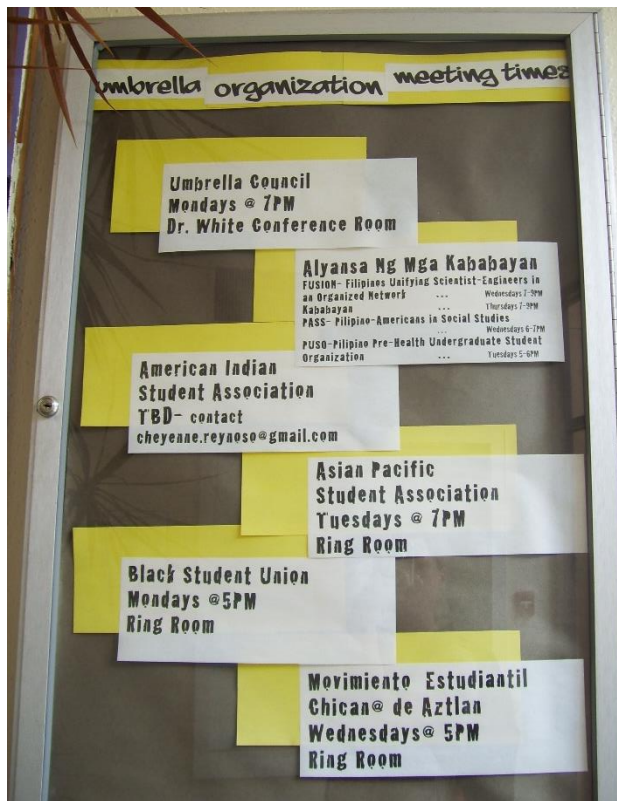 umbrella organization meeting times
Umbrella Council
Mondays @ 7PM
Dr. White Conference Room
Alyansa Ng Mga Kababayan
FUSION- Filipinos Unifying Scientist-Engineers in
an Organized Network ... Wednesdays 7-9PM
Kababayan ... Thursdays 7-9PM
PASS- Pilipino-Americans in Social Studies
... Wednesdays 6-7PM
PUSO-Pilipino Pre-Health Undergraduate Student
Organization ... Tuesdays 5-6PM
American Indian
Student Association
TBD- contact
cheyenne.reynoso@gmail.com
Asian Pacific
Student Association
Tuesdays @ 7PM
Ring Room
Black Student Union
Mondays @5PM
Ring Room
Movimiento Estudiantil
Chican@ de Aztlan
Wednesdays@ 5PM
Ring Room